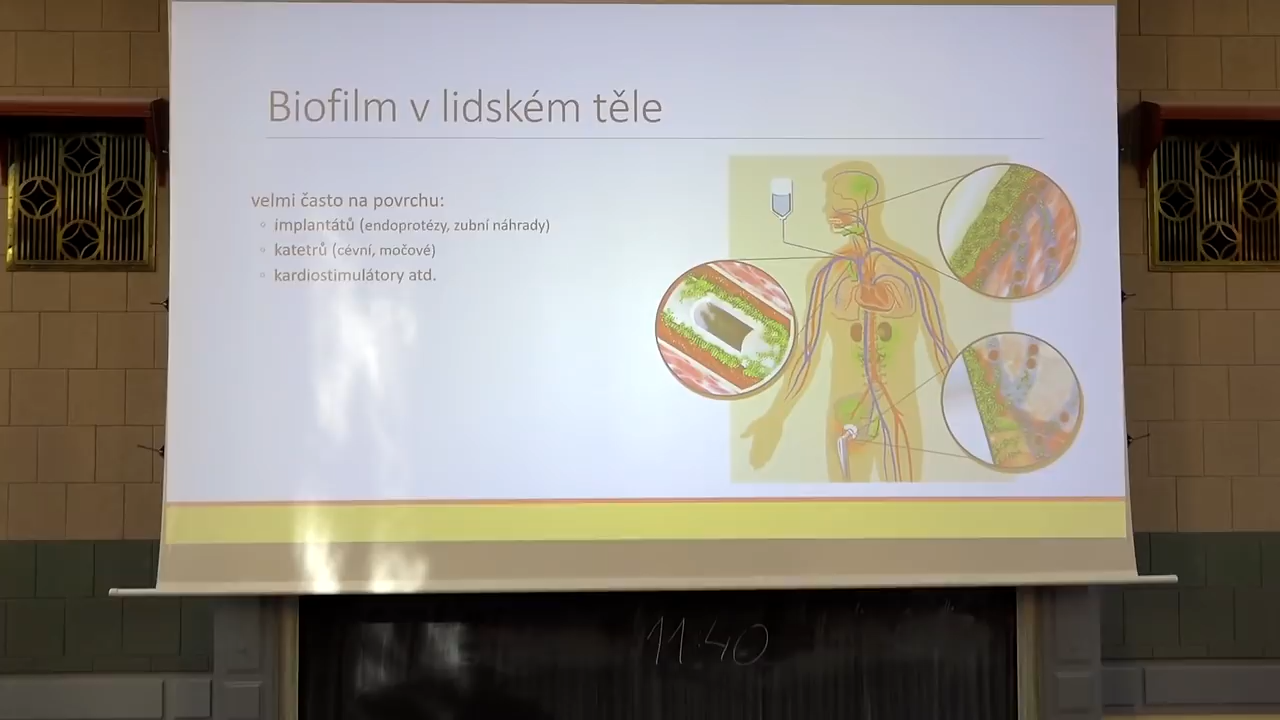 Biofilm v lidském těle
velmi často na povrchu:
implantátů (endoprotézy, zubní náhrady)
katetrů (cévní, močové)
kardiostimulátory atd.
11:40